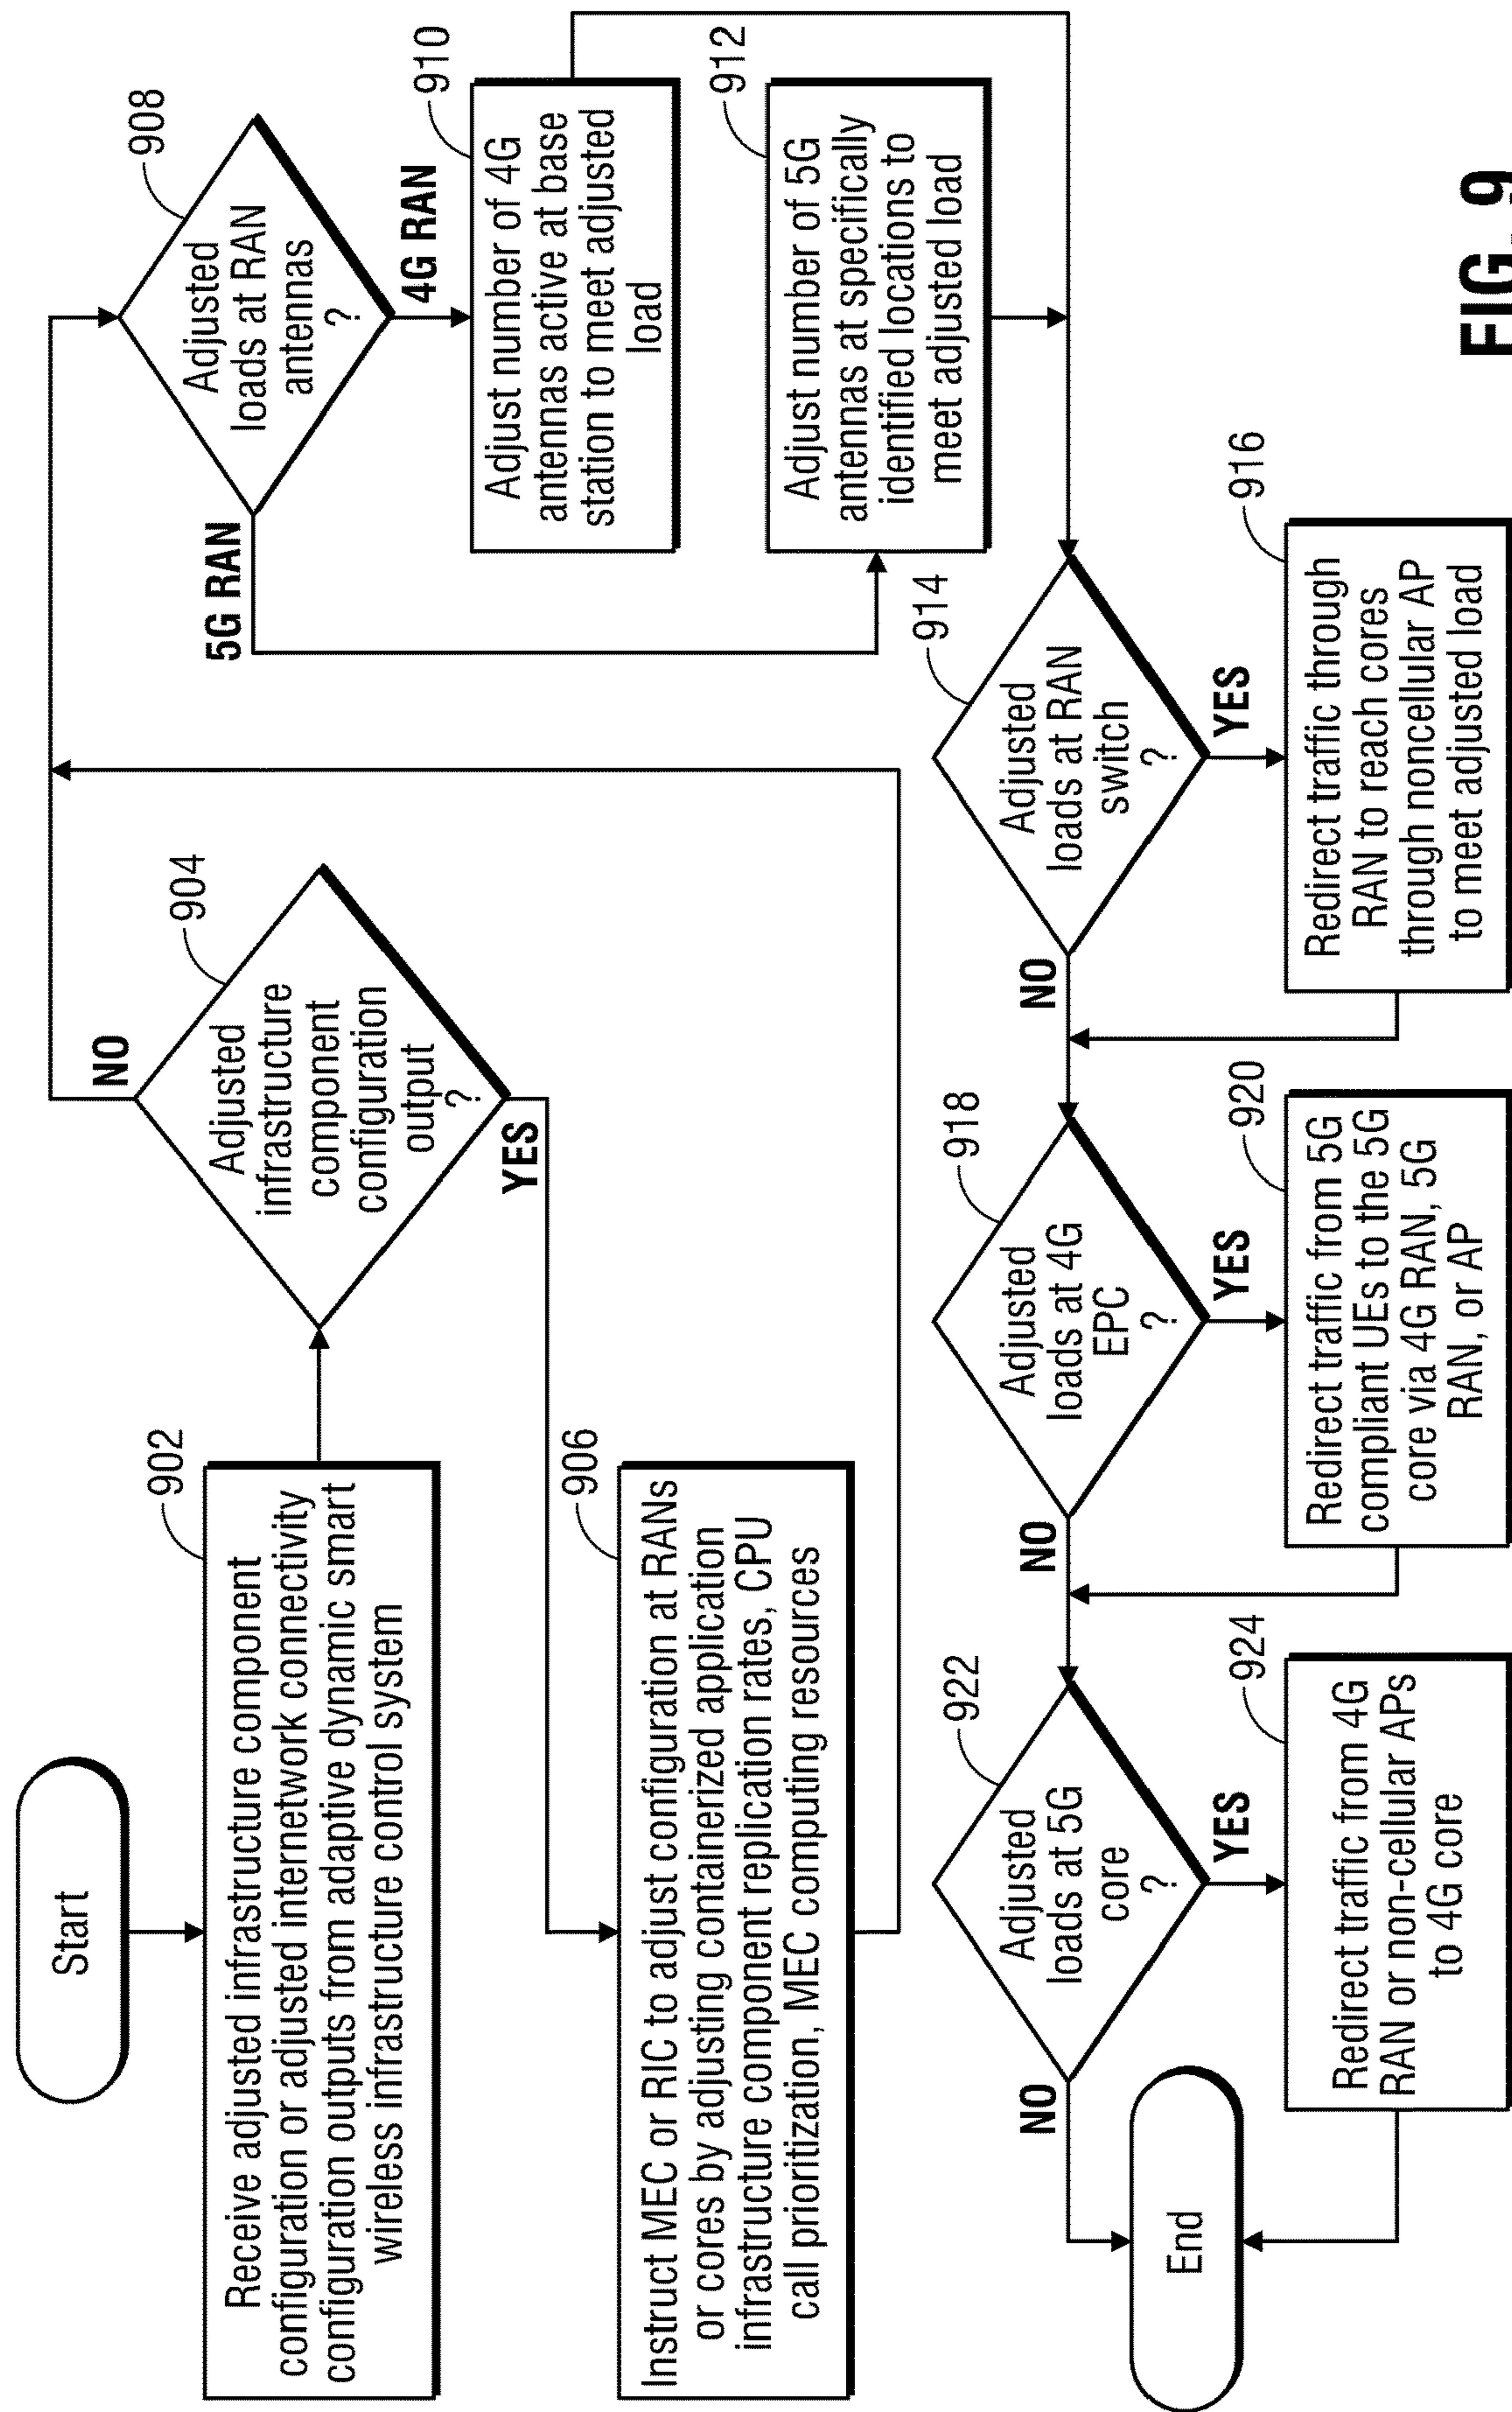 Start
902
Receive adjusted infrastructure component
configuration or adjusted internetwork connectivity
configuration outputs from adaptive dynamic smart
wireless infrastructure control system
904
Adjusted
infrastructure
component
configuration
output
?
NO
YES
906
Instruct MEC or RIC to adjust configuration at RANs
or cores by adjusting containerized application
infrastructure component replication rates, CPU
call prioritization, MEC computing resources
908
Adjusted
loads at RAN
antennas
?
5G RAN
4G RAN
910
Adjust number of 4G
antennas active at base
station to meet adjusted
load
912
Adjust number of 5G
antennas at specifically
identified locations to
meet adjusted load
914
Adjusted
loads at RAN
switch
?
NO
YES
916
Redirect traffic through
RAN to reach cores
through noncellular AP
to meet adjusted load
918
Adjusted
loads at 4G
EPC
?
NO
YES
920
Redirect traffic from 5G
compliant UEs to the 5G
core via 4G RAN, 5G
RAN, or AP
922
Adjusted
loads at 5G
core
?
NO
YES
924
Redirect traffic from 4G
RAN or non-cellular APs
to 4G core
End
FIG. 9